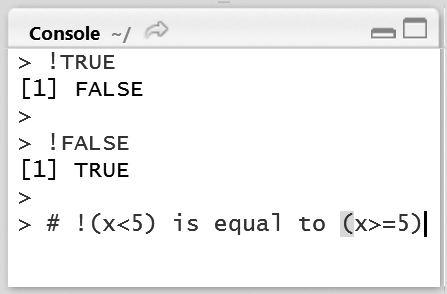 Console ~/
> !TRUE
[1] FALSE
>
> !FALSE
[1] TRUE
>
> # !(x<5) is equal to (x>=5)